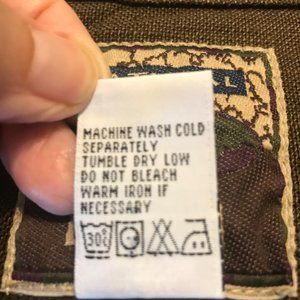 MACHINE WASH COLD
SEPARATELY
TUMBLE DRY LOW
DO NOT BLEACH
WARM IRON IF
NECESSARY
30